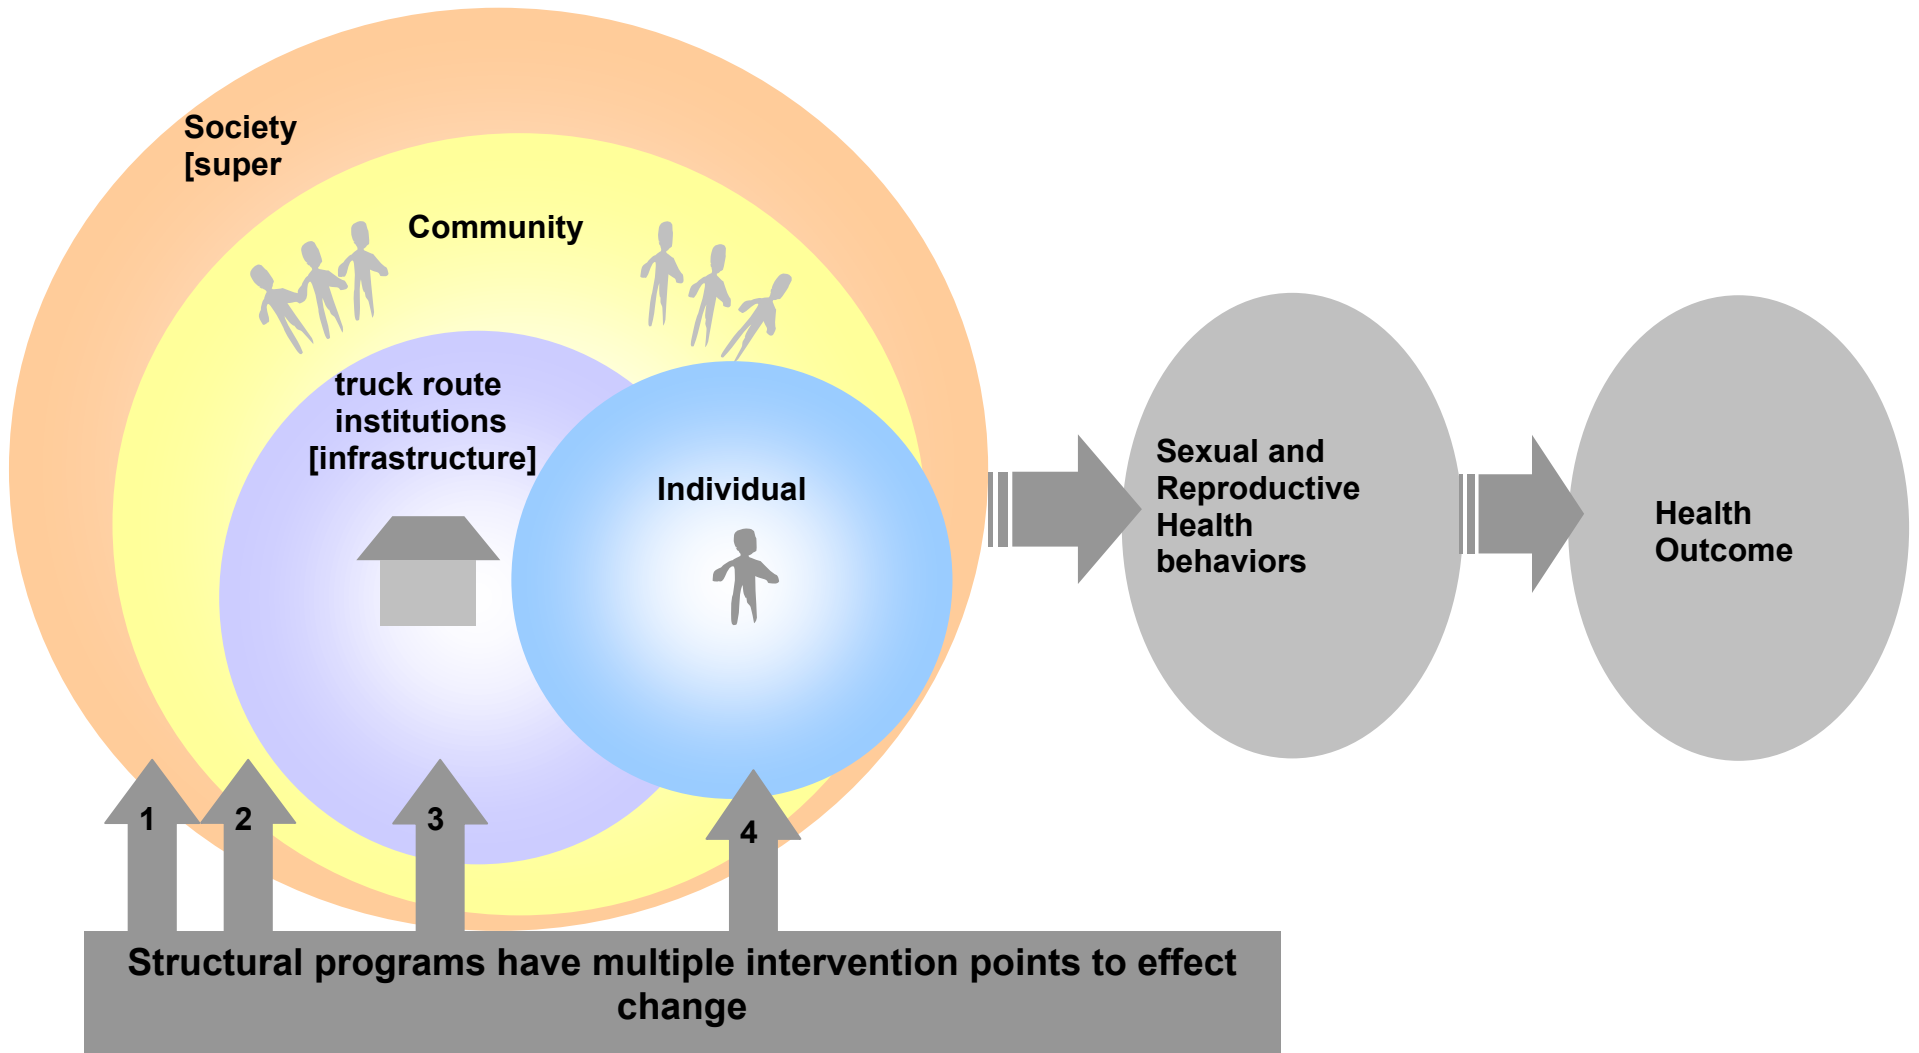 Society
[super
Community
truck route
institutions
[infrastructure]
Individual
Sexual and
Reproductive
Health
behaviors
Health
Outcome
1
2
3
4
Structural programs have multiple intervention points to effect
change